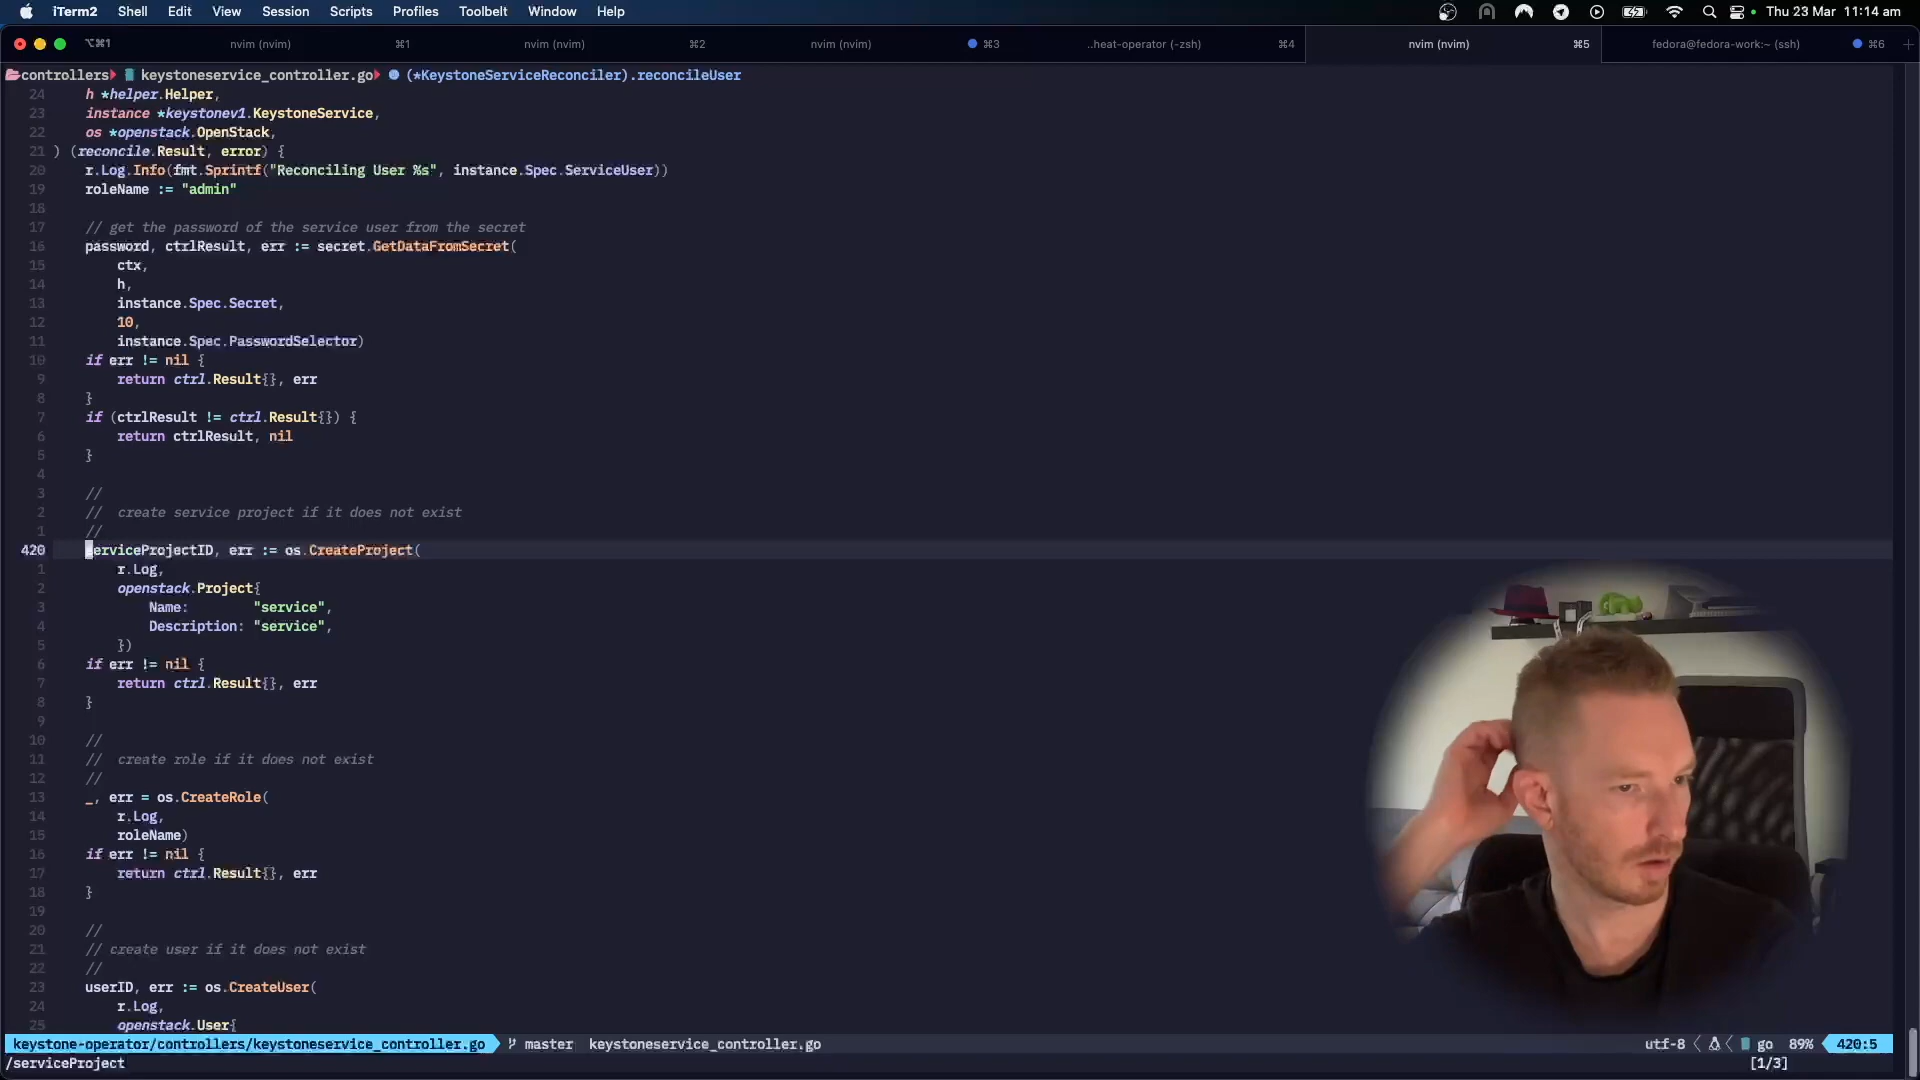 iTerm2 Shell Edit View Session Scripts Profiles Toolbelt Window Help Thu 23 Mar 11:14 am
⌥⌘1 nvim (nvim) ⌘1 nvim (nvim) ⌘2 nvim (nvim) ⌘3 ..heat-operator (-zsh) ⌘4 nvim (nvim) ⌘5 fedora@fedora-work:~ (ssh) ⌘6
controllers keystoneservice_controller.go (*KeystoneServiceReconciler).reconcileUser
24 h *helper.Helper,
23 instance *keystonev1.KeystoneService,
22 os *openstack.OpenStack,
21 ) (reconcile.Result, error) {
20 r.Log.Info(fmt.Sprintf("Reconciling User %s", instance.Spec.ServiceUser))
19 roleName := "admin"
18
17 // get the password of the service user from the secret
16 password, ctrlResult, err := secret.GetDataFromSecret(
15 ctx,
14 h,
13 instance.Spec.Secret,
12 10,
11 instance.Spec.PasswordSelector)
10 if err != nil {
9 return ctrl.Result{}, err
8 }
7 if (ctrlResult != ctrl.Result{}) {
6 return ctrlResult, nil
5 }
4
3 //
2 // create service project if it does not exist
1 //
420 serviceProjectID, err := os.CreateProject(
1 r.Log,
2 openstack.Project{
3 Name: "service",
4 Description: "service",
5 })
6 if err != nil {
7 return ctrl.Result{}, err
8 }
9
10 //
11 // create role if it does not exist
12 //
13 _, err = os.CreateRole(
14 r.Log,
15 roleName)
16 if err != nil {
17 return ctrl.Result{}, err
18 }
19
20 //
21 // create user if it does not exist
22 //
23 userID, err := os.CreateUser(
24 r.Log,
25 openstack.User{
keystone-operator/controllers/keystoneservice_controller.go master keystoneservice_controller.go utf-8 go 89% 420:5
/serviceProject [1/3]